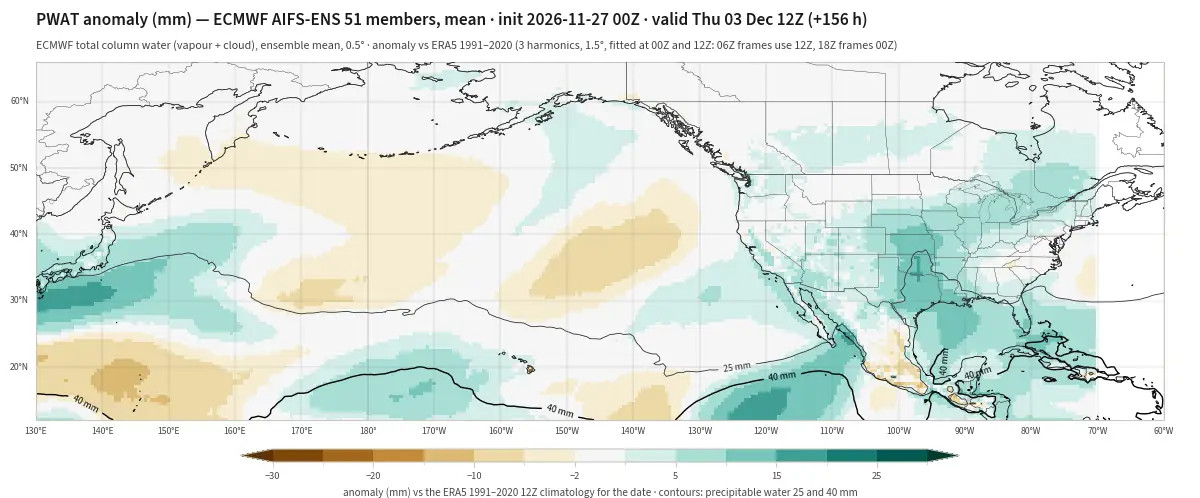 PWAT anomaly (mm) — ECMWF AIFS-ENS 51 members, mean · init 2026-11-27 00Z · valid Thu 03 Dec 12Z (+156 h)
ECMWF total column water (vapour + cloud), ensemble mean, 0.5° · anomaly vs ERA5 1991–2020 (3 harmonics, 1.5°, fitted at 00Z and 12Z: 06Z frames use 12Z, 18Z frames 00Z)
60°N
50°N
40°N
30°N
20°N
25 mm
40 mm
40 mm
40 mm
40 mm
40 mm
130°E 140°E 150°E 160°E 170°E 180° 170°W 160°W 150°W 140°W 130°W 120°W 110°W 100°W 90°W 80°W 70°W 60°W
−30 −20 −10 −2 5 15 25
anomaly (mm) vs the ERA5 1991–2020 12Z climatology for the date · contours: precipitable water 25 and 40 mm